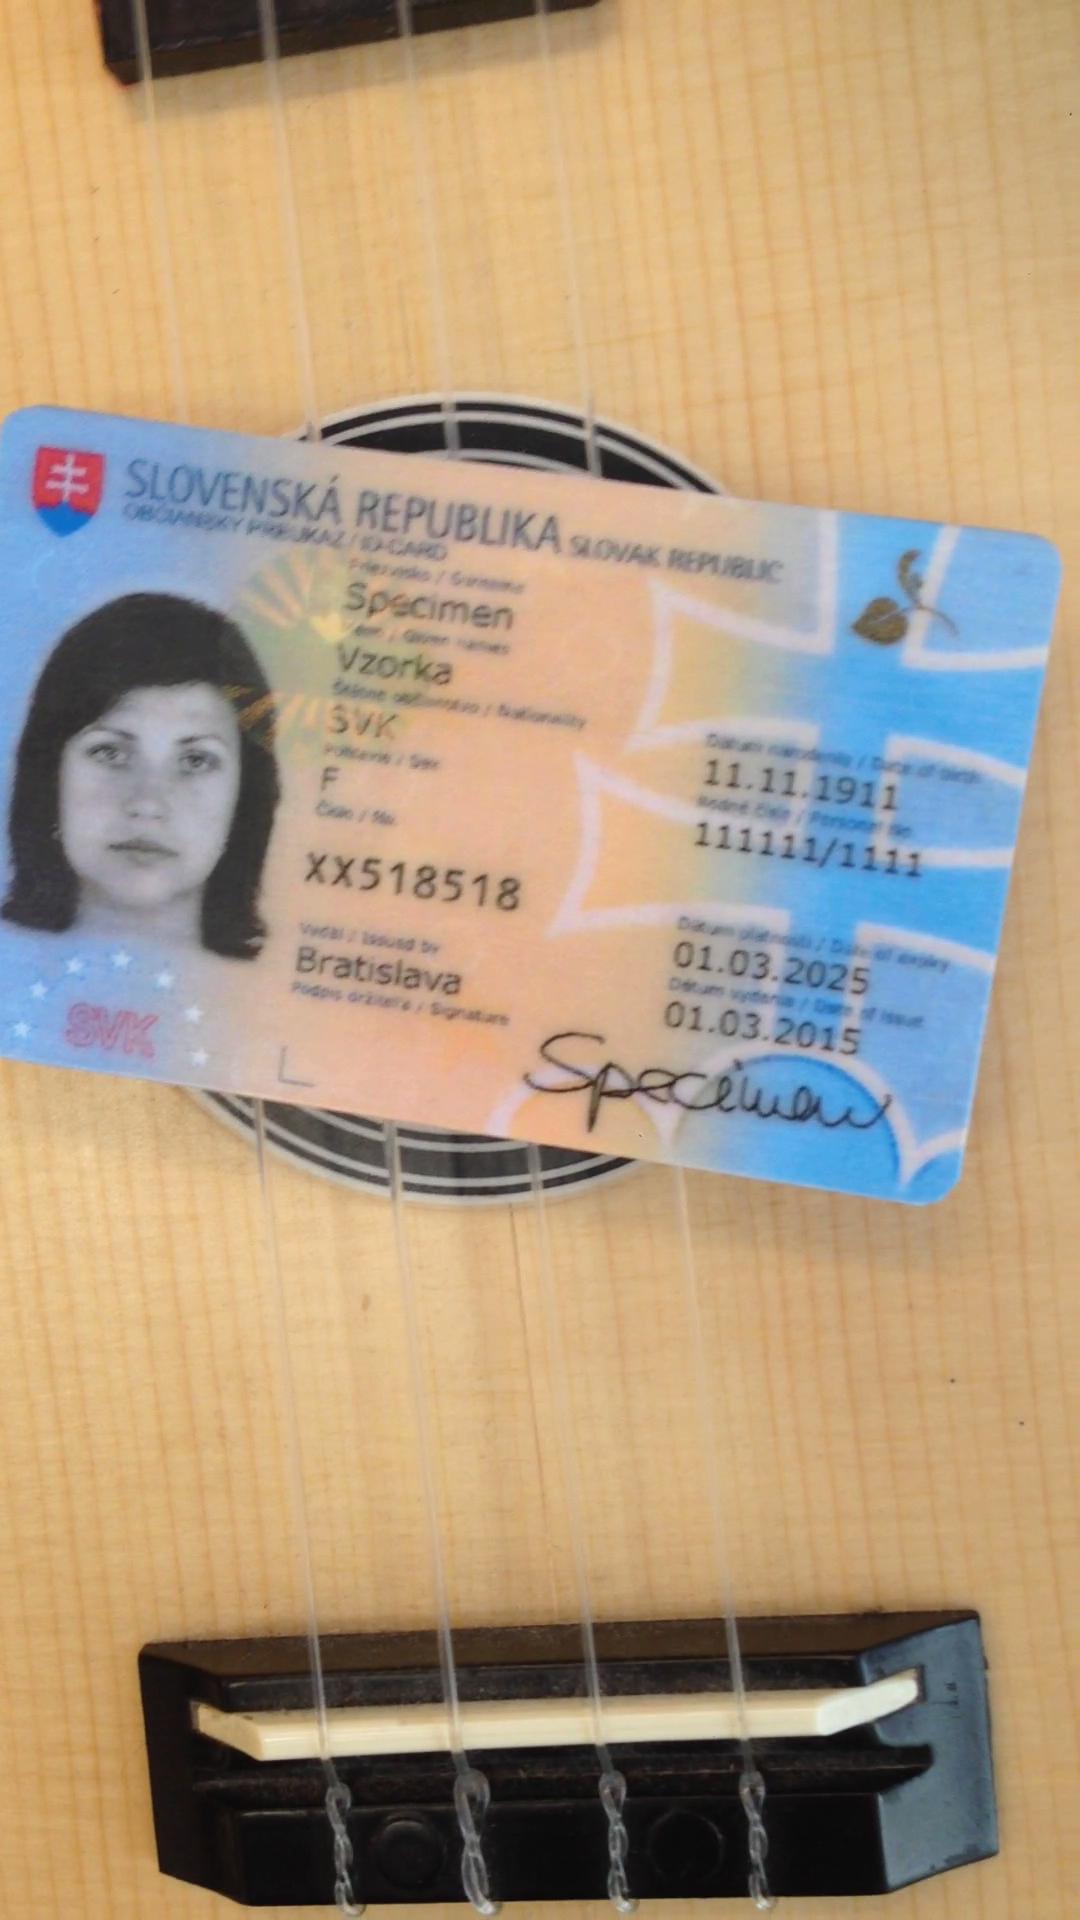 SLOVENSKÁ REPUBLIKA SLOVAK REPUBLIC
OBČIANSKY PREUKAZ / ID-CARD
Priezvisko / Surname
Specimen
Meno / Given names
Vzorka
Štátne občianstvo / Nationality
SVK
Pohlavie / Sex
F
Číslo / No.
XX518518
Vydal / Issued by
Bratislava
Podpis držiteľa / Signature
Dátum narodenia / Date of birth
11.11.1911
Rodné číslo / Personal No.
111111/1111
Dátum platnosti / Date of expiry
01.03.2025
Dátum vydania / Date of issue
01.03.2015
Specimen
SVK
L